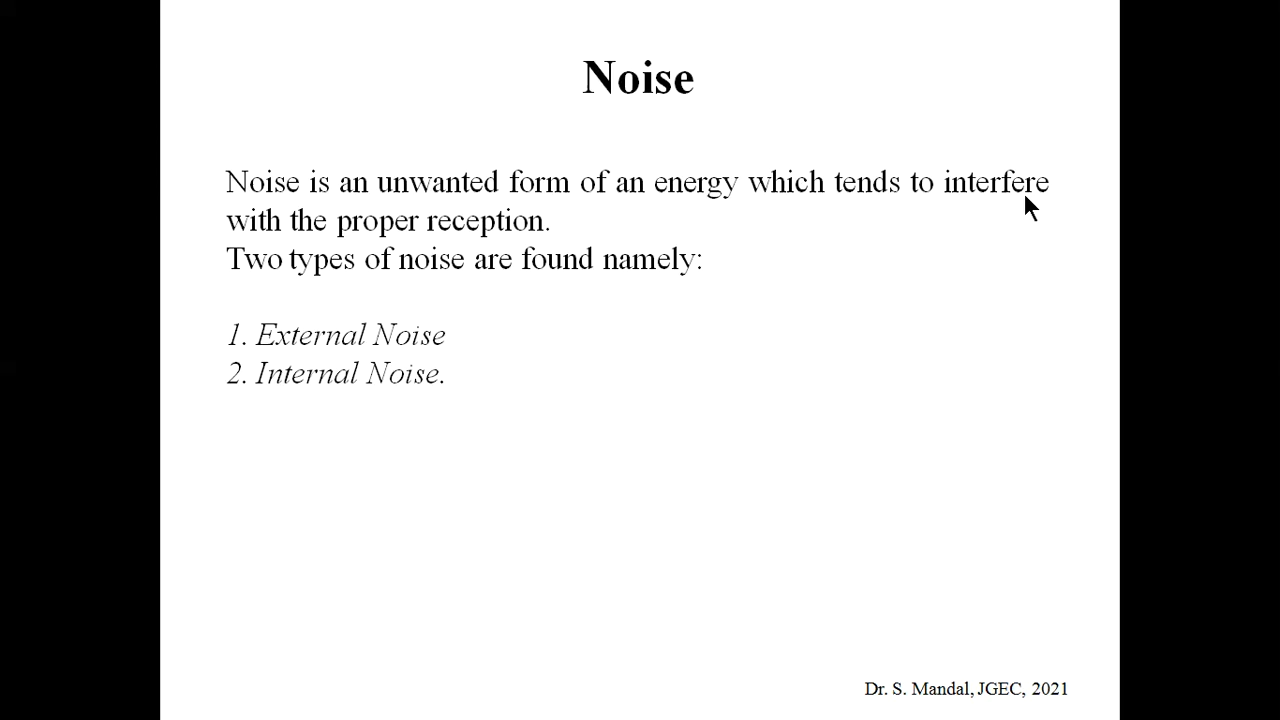 Noise
Noise is an unwanted form of an energy which tends to interfere
with the proper reception.
Two types of noise are found namely:
1. External Noise
2. Internal Noise.
Dr. S. Mandal, JGEC, 2021